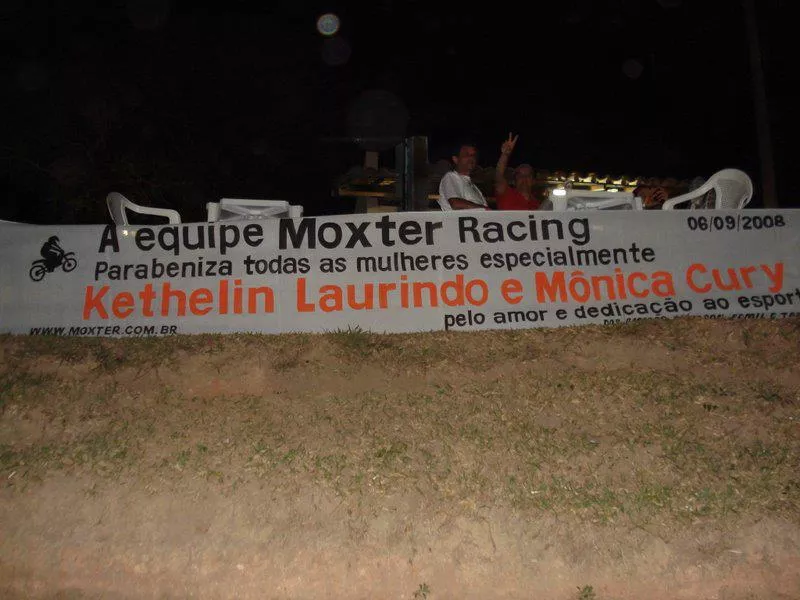 A equipe Moxter Racing 06/09/2008
Parabeniza todas as mulheres especialmente
Kethelin Laurindo e Mônica Cury
pelo amor e dedicação ao esport
WWW.MOXTER.COM.BR